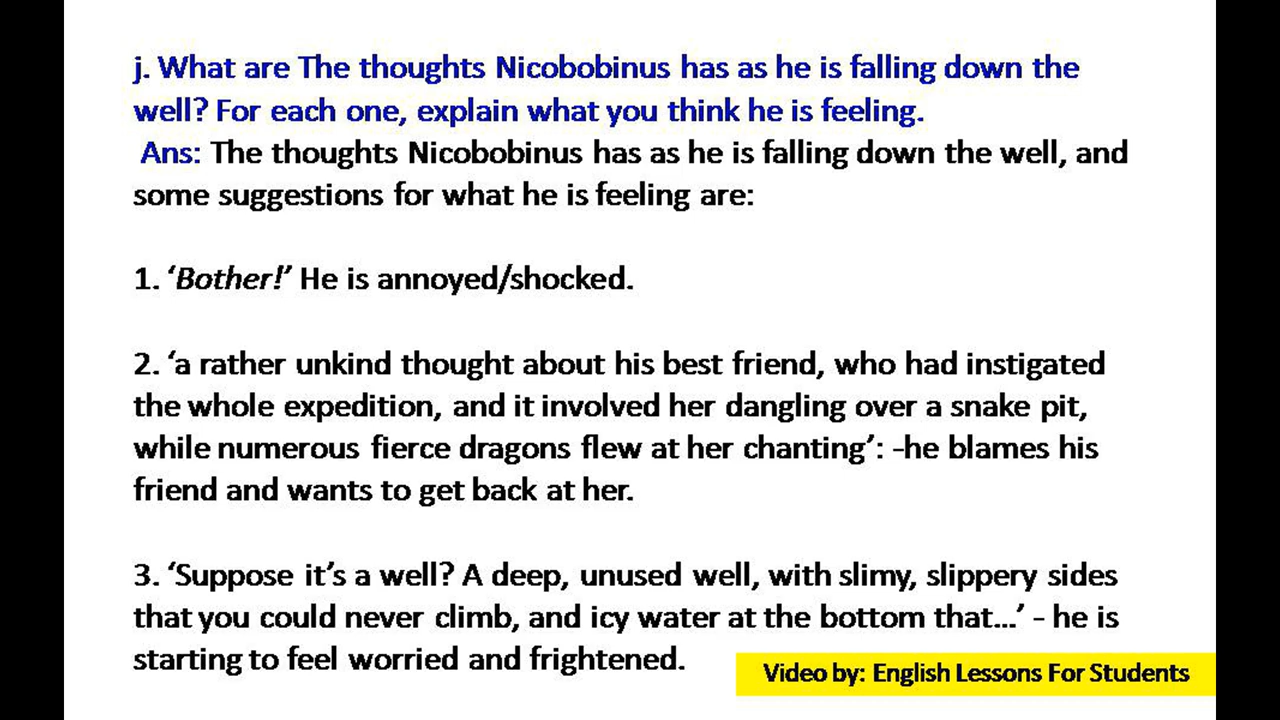 j. What are The thoughts Nicobobinus has as he is falling down the
well? For each one, explain what you think he is feeling.
Ans: The thoughts Nicobobinus has as he is falling down the well, and
some suggestions for what he is feeling are:
1. ‘Bother!’ He is annoyed/shocked.
2. ‘a rather unkind thought about his best friend, who had instigated
the whole expedition, and it involved her dangling over a snake pit,
while numerous fierce dragons flew at her chanting’: -he blames his
friend and wants to get back at her.
3. ‘Suppose it’s a well? A deep, unused well, with slimy, slippery sides
that you could never climb, and icy water at the bottom that...’ - he is
starting to feel worried and frightened.
Video by: English Lessons For Students